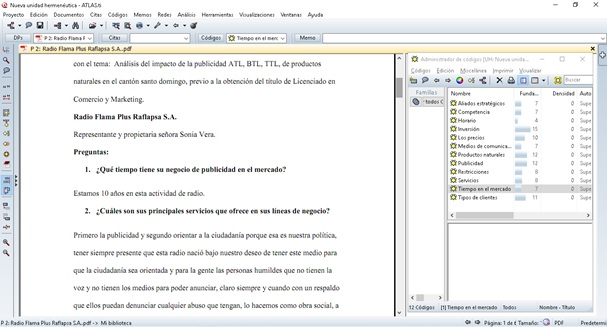 Nueva unidad hermenéutica - ATLAS.ti
Proyecto Edición Documentos Citas Códigos Memos Redes Análisis Herramientas Visualizaciones Ventanas Ayuda
DPs P 2: Radio Flama F Citas Códigos Tiempo en el merc Memo
P 2: Radio Flama Plus Raflapsa S.A..pdf
con el tema: Análisis del impacto de la publicidad ATL, BTL, TTL, de productos
naturales en el cantón santo domingo, previo a la obtención del título de Licenciado en
Comercio y Marketing.
Radio Flama Plus Raflapsa S.A.
Representante y propietaria señora Sonia Vera.
Preguntas:
1. ¿Qué tiempo tiene su negocio de publicidad en el mercado?
Estamos 10 años en esta actividad de radio.
2. ¿Cuáles son sus principales servicios que ofrece en sus líneas de negocio?
Primero la publicidad y segundo orientar a la ciudadanía porque esa es nuestra política,
tener siempre presente que esta radio nació bajo nuestro deseo de tener este medio para
que la ciudadanía sea orientada y para la gente las personas humildes que no tienen la
voz y no tienen los medios para poder anunciar, claro siempre y cuando con un respaldo
que ellos puedan denunciar cualquier abuso que tengan, lo hacemos como obra social, a
Administrador de códigos [UH: Nueva unida
Códigos Edición Miscelánea Imprimir Visualizar
Buscar
Familias
todos C
Nombre Funda... Densidad Auto
Aliados estratégicos 7 0 Supe
Competencia 7 0 Supe
Horario 4 0 Supe
Inversión 15 0 Supe
Los precios 10 0 Supe
Medios de comunica... 7 0 Supe
Productos naturales 12 0 Supe
Publicidad 12 0 Supe
Restricciones 8 0 Supe
Servicios 8 0 Supe
Tiempo en el mercado 7 0 Supe
Tipos de clientes 11 0 Supe
12 Códigos [1] Tiempo en el mercado Todos Nombre - Título
P 2: Radio Flama Plus Raflapsa S.A..pdf -> Mi biblioteca
Página: 1 de 6 Tamaño: PDF Predetermi